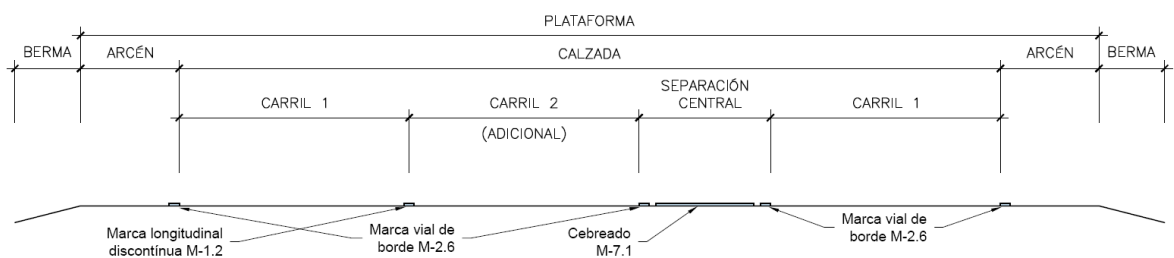 PLATAFORMA
BERMA
ARCÉN
CALZADA
ARCÉN
BERMA
CARRIL 1
CARRIL 2
(ADICIONAL)
SEPARACIÓN
CENTRAL
CARRIL 1
Marca longitudinal
discontínua M-1.2
Marca vial de
borde M-2.6
Cebreado
M-7.1
Marca vial de
borde M-2.6